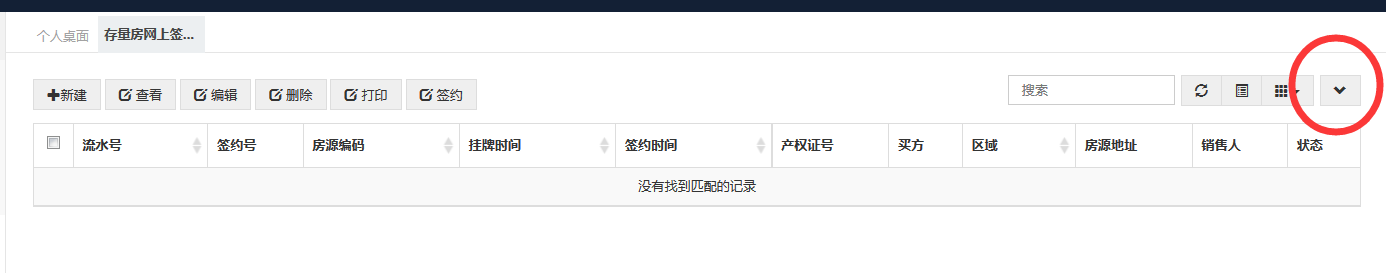 个人桌面 存量房网上签...
新建 查看 编辑 删除 打印 签约 搜索
流水号 签约号 房源编码 挂牌时间 签约时间 产权证号 买方 区域 房源地址 销售人 状态
没有找到匹配的记录